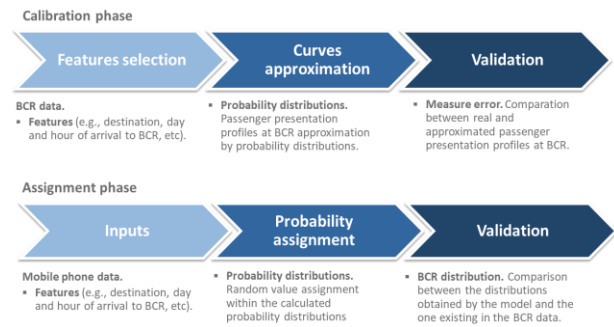 Calibration phase
Features selection
Curves
approximation
Validation
BCR data.
▪ Features (e.g., destination, day
and hour of arrival to BCR, etc).
▪ Probability distributions.
Passenger presentation
profiles at BCR approximation
by probability distributions.
▪ Measure error. Comparation
between real and
approximated passenger
presentation profiles at BCR.
Assignment phase
Inputs
Probability
assignment
Validation
Mobile phone data.
▪ Features (e.g., destination, day
and hour of arrival to BCR, etc).
▪ Probability distributions.
Random value assignment
within the calculated
probability distributions
▪ BCR distribution. Comparison
between the distributions
obtained by the model and the
one existing in the BCR data.